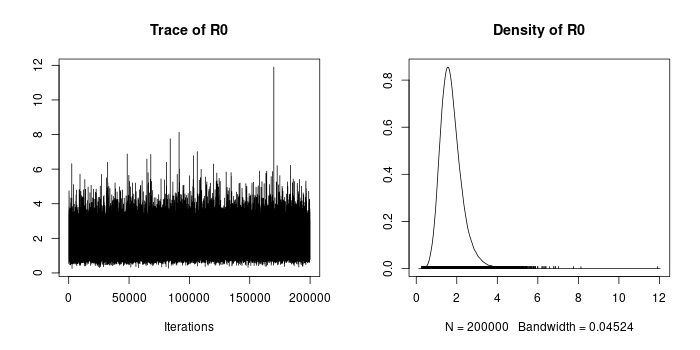 Trace of R0
12
10
8
6
4
2
0
0 50000 100000 150000 200000
Iterations
Density of R0
0.8
0.6
0.4
0.2
0.0
0 2 4 6 8 10 12
N = 200000 Bandwidth = 0.04524